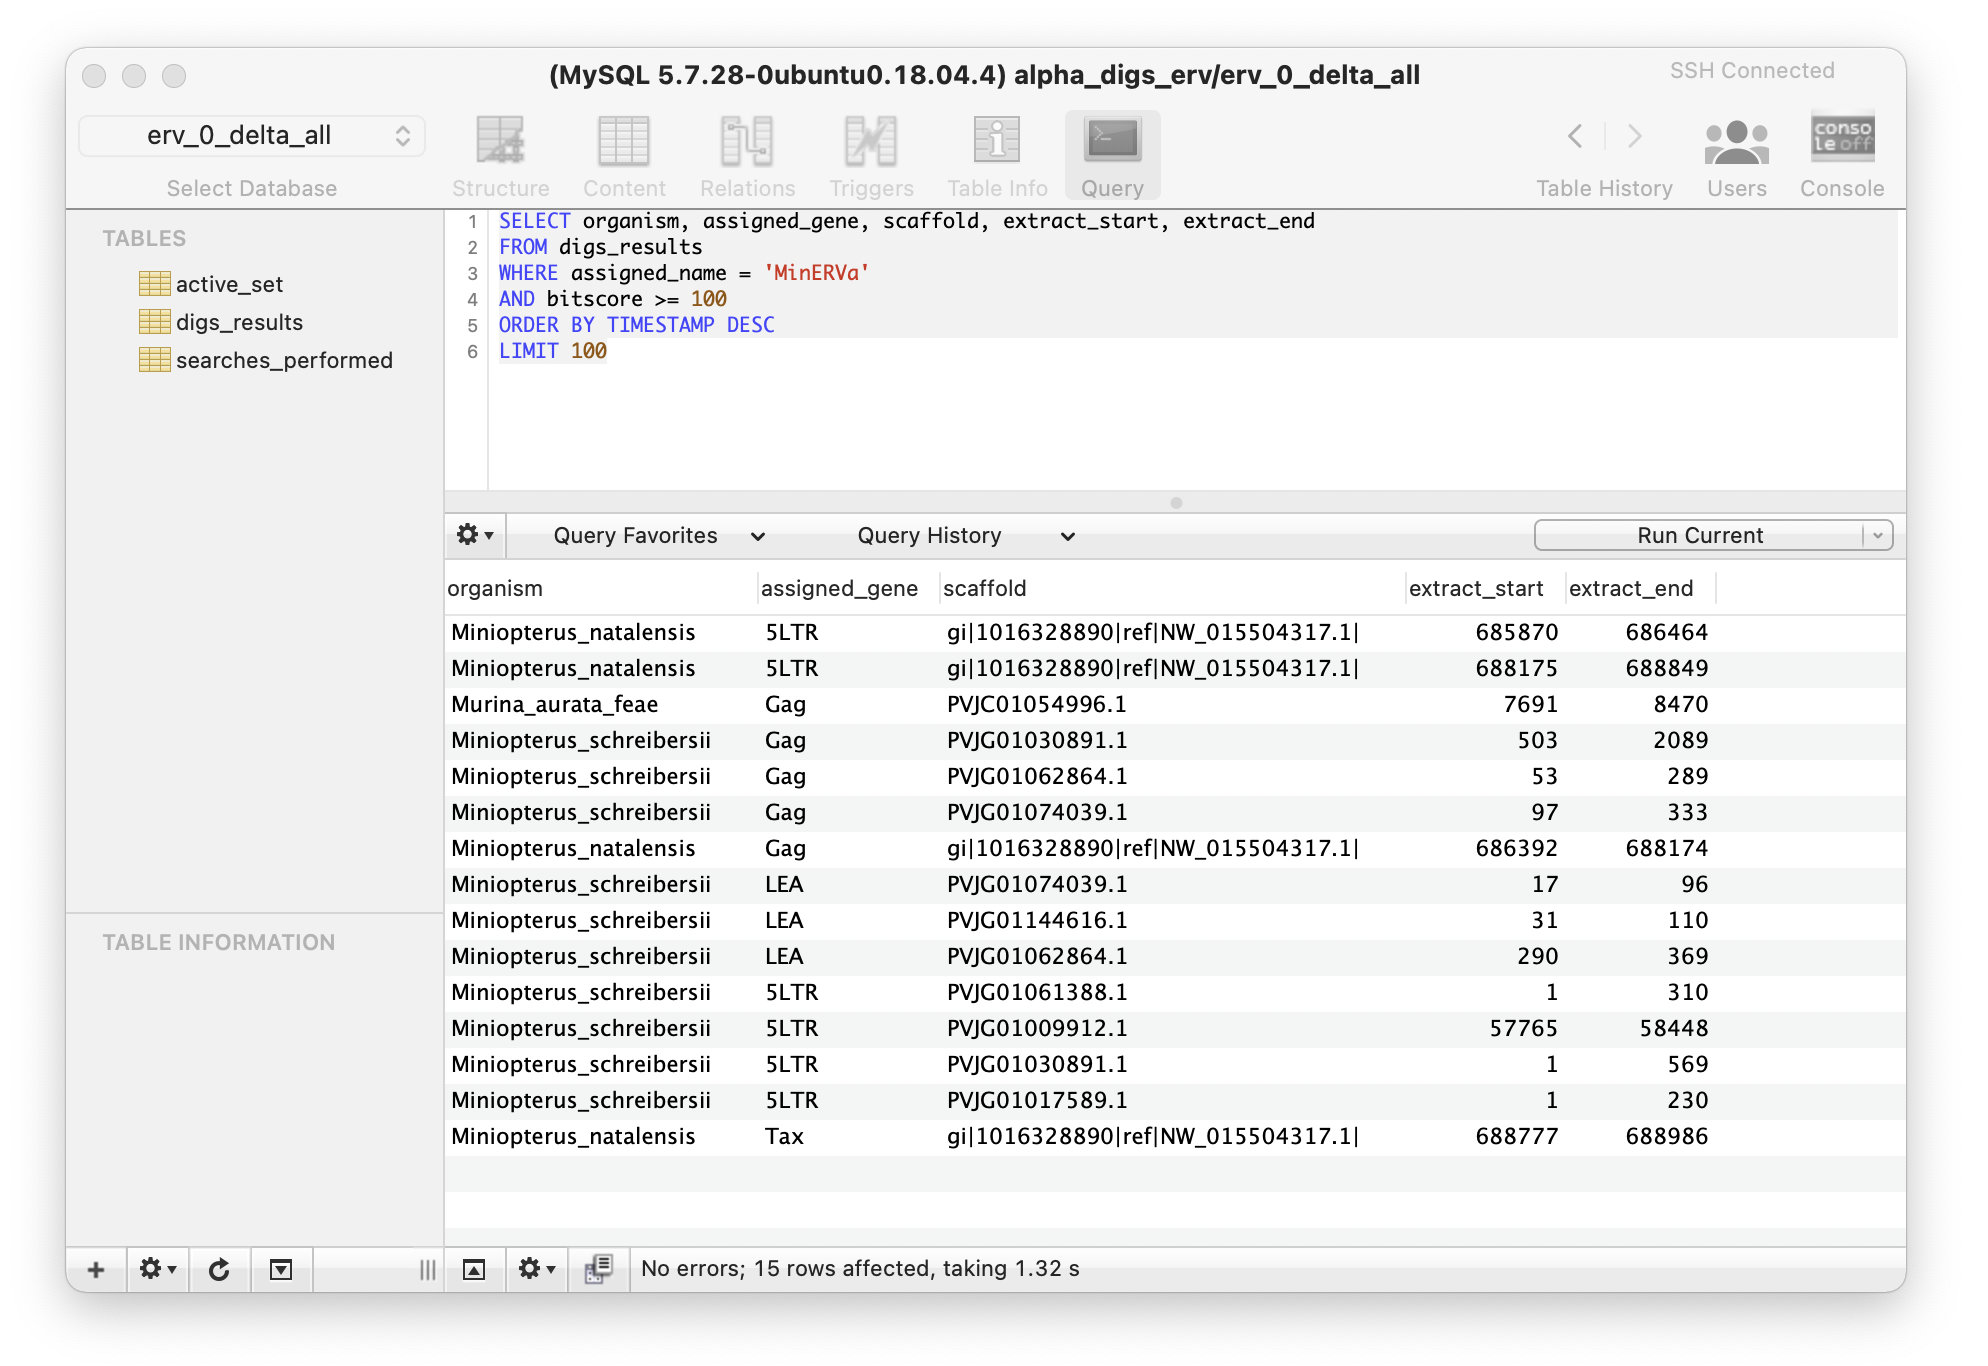 (MySQL 5.7.28-0ubuntu0.18.04.4) alpha_digs_erv/erv_0_delta_all
SSH Connected
erv_0_delta_all
Select Database
Structure
Content
Relations
Triggers
Table Info
Query
Table History
Users
conso
le off
Console
TABLES
active_set
digs_results
searches_performed
TABLE INFORMATION
1 SELECT organism, assigned_gene, scaffold, extract_start, extract_end
2 FROM digs_results
3 WHERE assigned_name = 'MinERVa'
4 AND bitscore >= 100
5 ORDER BY TIMESTAMP DESC
6 LIMIT 100
Query Favorites
Query History
Run Current
organism assigned_gene scaffold extract_start extract_end
Miniopterus_natalensis 5LTR gi|1016328890|ref|NW_015504317.1| 685870 686464
Miniopterus_natalensis 5LTR gi|1016328890|ref|NW_015504317.1| 688175 688849
Murina_aurata_feae Gag PVJC01054996.1 7691 8470
Miniopterus_schreibersii Gag PVJG01030891.1 503 2089
Miniopterus_schreibersii Gag PVJG01062864.1 53 289
Miniopterus_schreibersii Gag PVJG01074039.1 97 333
Miniopterus_natalensis Gag gi|1016328890|ref|NW_015504317.1| 686392 688174
Miniopterus_schreibersii LEA PVJG01074039.1 17 96
Miniopterus_schreibersii LEA PVJG01144616.1 31 110
Miniopterus_schreibersii LEA PVJG01062864.1 290 369
Miniopterus_schreibersii 5LTR PVJG01061388.1 1 310
Miniopterus_schreibersii 5LTR PVJG01009912.1 57765 58448
Miniopterus_schreibersii 5LTR PVJG01030891.1 1 569
Miniopterus_schreibersii 5LTR PVJG01017589.1 1 230
Miniopterus_natalensis Tax gi|1016328890|ref|NW_015504317.1| 688777 688986
No errors; 15 rows affected, taking 1.32 s